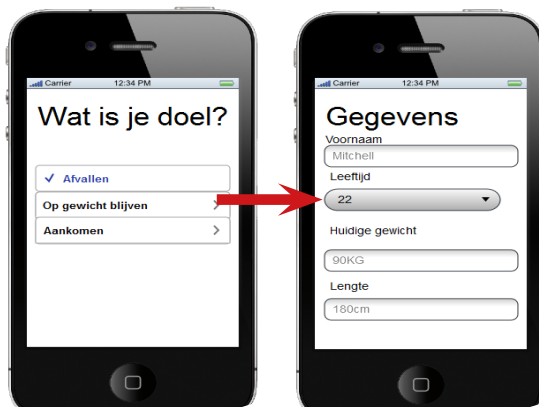 Carrier 12:34 PM
Wat is je doel?
Afvallen
Op gewicht blijven
Aankomen
Carrier 12:34 PM
Gegevens
Voornaam
Mitchell
Leeftijd
22
Huidige gewicht
90KG
Lengte
180cm